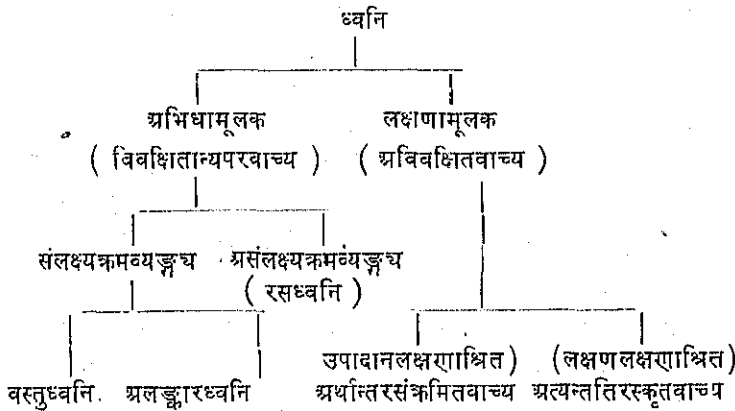 ध्वनि
अभिधामूलक लक्षणामूलक
( विवक्षितान्यपरवाच्य ) ( अविवक्षितवाच्य )
संलक्ष्यक्रमव्यङ्गय असंलक्ष्यक्रमव्यङ्गय
( रसध्वनि )
उपादानलक्षणाश्रित) (लक्षणलक्षणाश्रित)
वस्तुध्वनि. अलङ्कारध्वनि अर्थान्तरसंक्रमितवाच्य अत्यन्ततिरस्कृतवाच्य